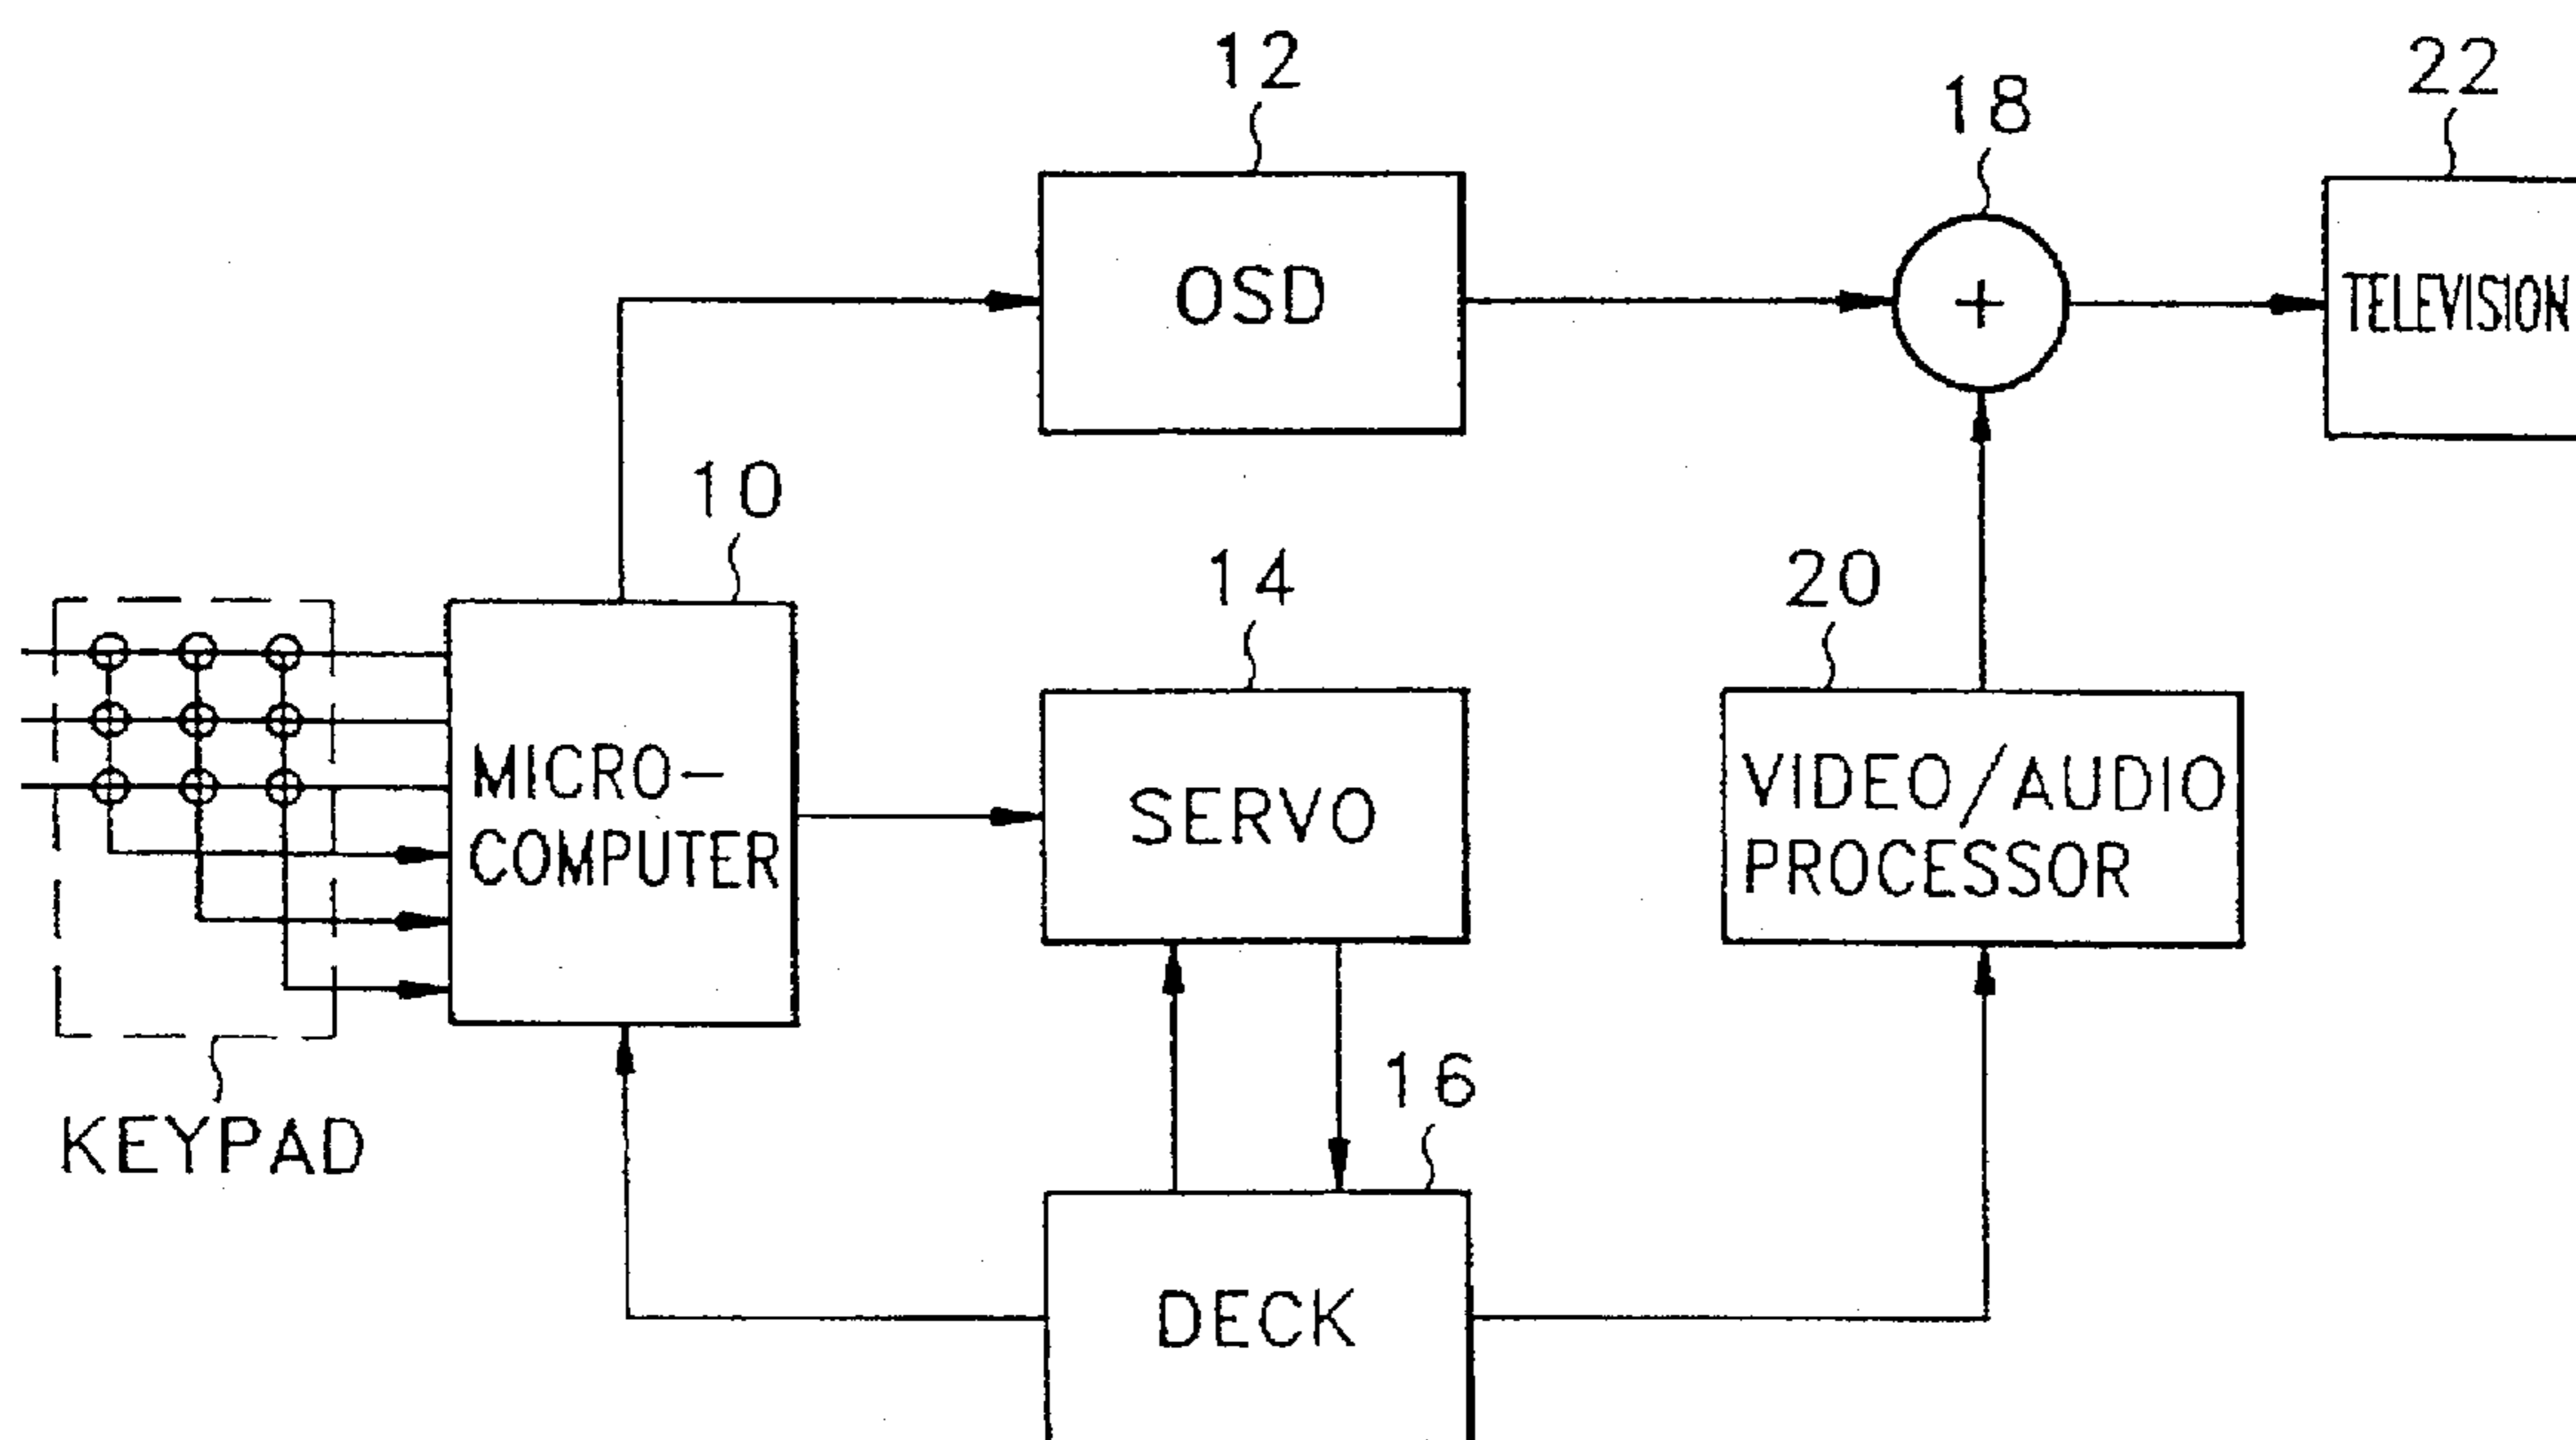 12
22
18
OSD
TELEVISION
10
14
20
MICRO-
COMPUTER
SERVO
VIDEO/AUDIO
PROCESSOR
16
KEYPAD
DECK
+